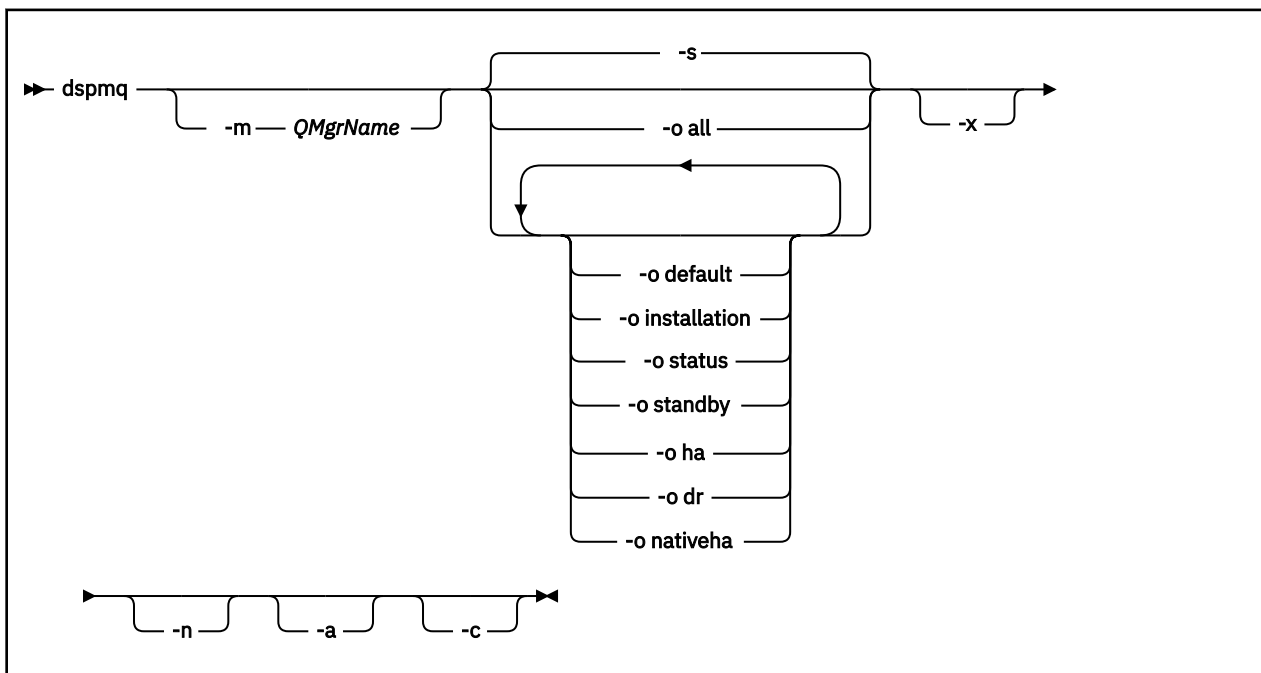 -s
dspmq
-m QMgrName
-o all
-x
-o default
-o installation
-o status
-o standby
-o ha
-o dr
-o nativeha
-n -a -c